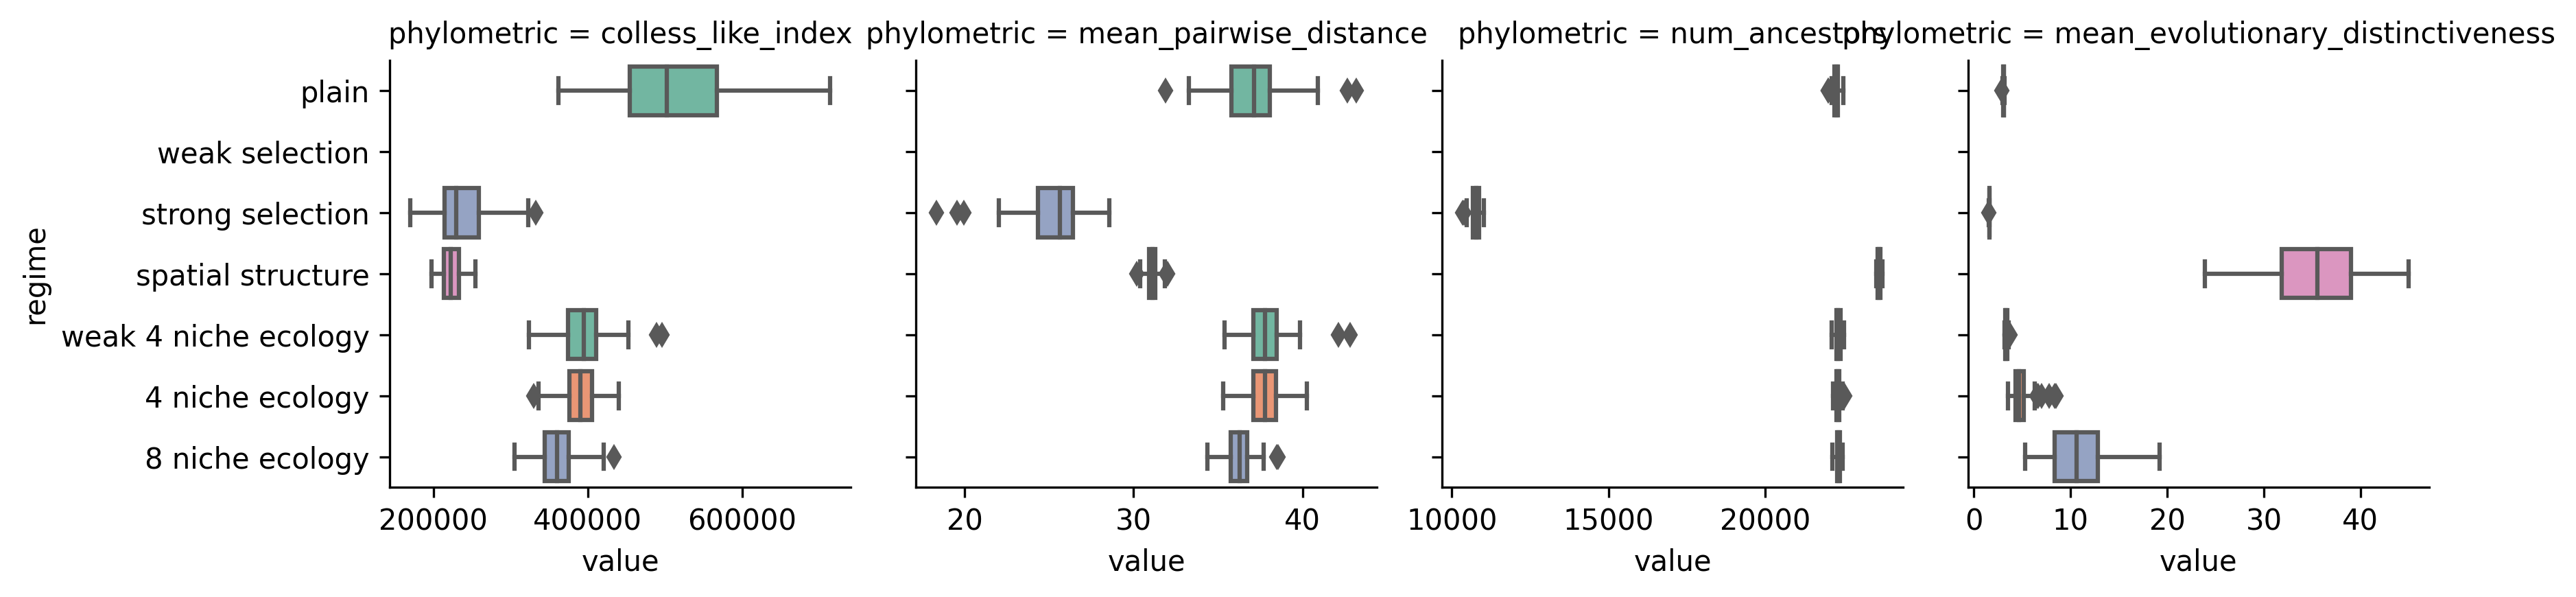 phylometric = colless_like_index
phylometric = mean_pairwise_distance
phylometric = num_ancestors
phylometric = mean_evolutionary_distinctiveness
regime
plain
weak selection
strong selection
spatial structure
weak 4 niche ecology
4 niche ecology
8 niche ecology
200000 400000 600000
20 30 40
10000 15000 20000
0 10 20 30 40
value
value
value
value